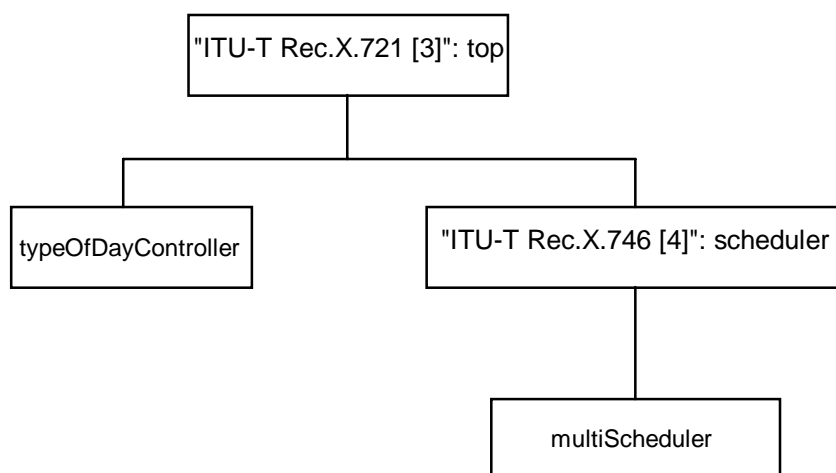 "ITU-T Rec.X.721 [3]": top
typeOfDayController
"ITU-T Rec.X.746 [4]": scheduler
multiScheduler